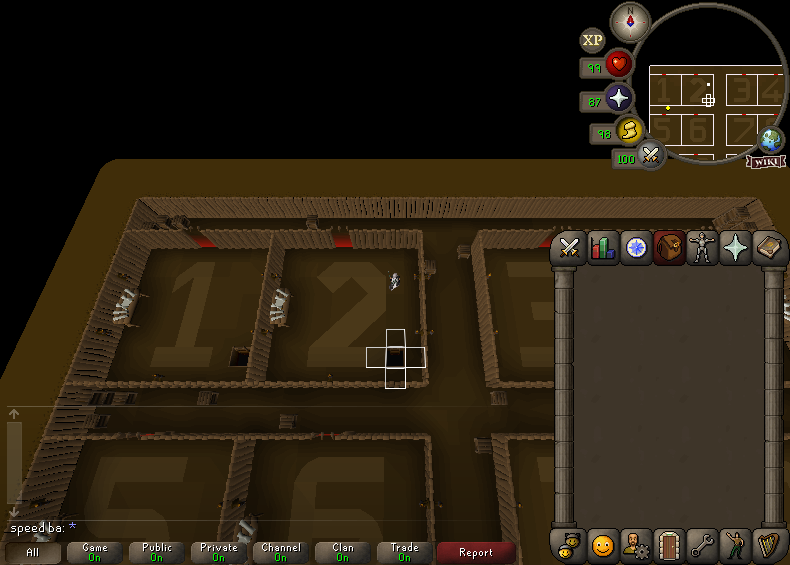 N
XP
99
87
98
100
WIKI
1 2 3 4
5 6 7
1 2 3
5 6
speed ba: *
All
Game
On
Public
On
Private
On
Channel
On
Clan
On
Trade
On
Report